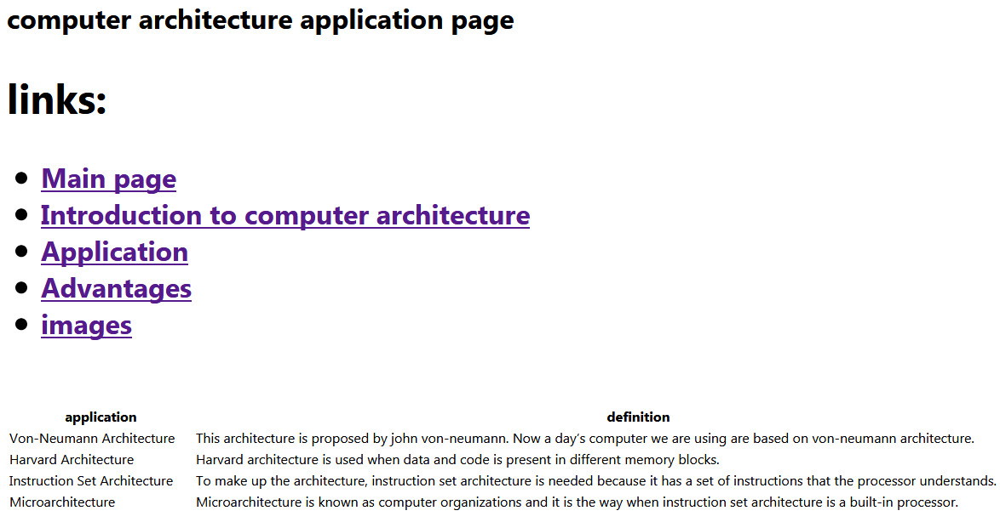 computer architecture application page
links:
Main page
Introduction to computer architecture
Application
Advantages
images
application definition
Von-Neumann Architecture This architecture is proposed by john von-neumann. Now a day’s computer we are using are based on von-neumann architecture.
Harvard Architecture Harvard architecture is used when data and code is present in different memory blocks.
Instruction Set Architecture To make up the architecture, instruction set architecture is needed because it has a set of instructions that the processor understands.
Microarchitecture Microarchitecture is known as computer organizations and it is the way when instruction set architecture is a built-in processor.